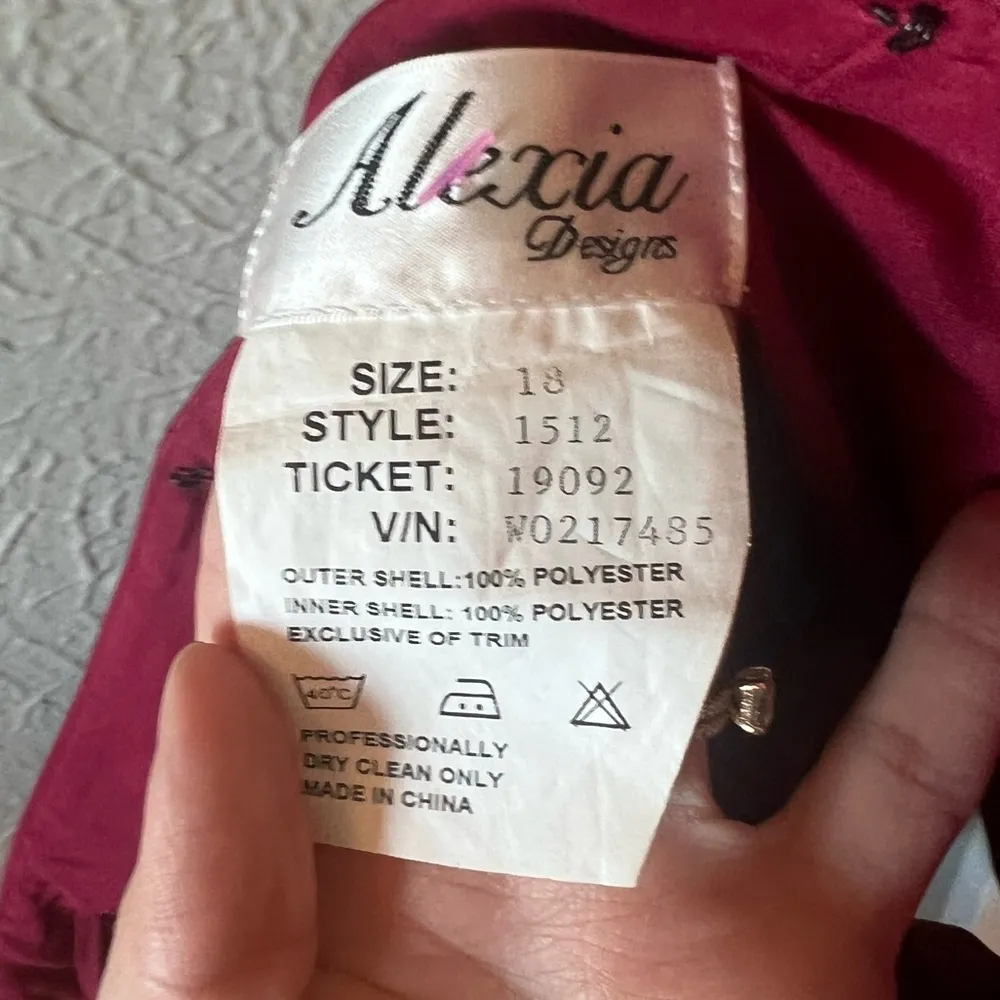 Alexia
Designs
SIZE: 18
STYLE: 1512
TICKET: 19092
V/N: W0217485
OUTER SHELL:100% POLYESTER
INNER SHELL: 100% POLYESTER
EXCLUSIVE OF TRIM
40°C
PROFESSIONALLY
DRY CLEAN ONLY
MADE IN CHINA